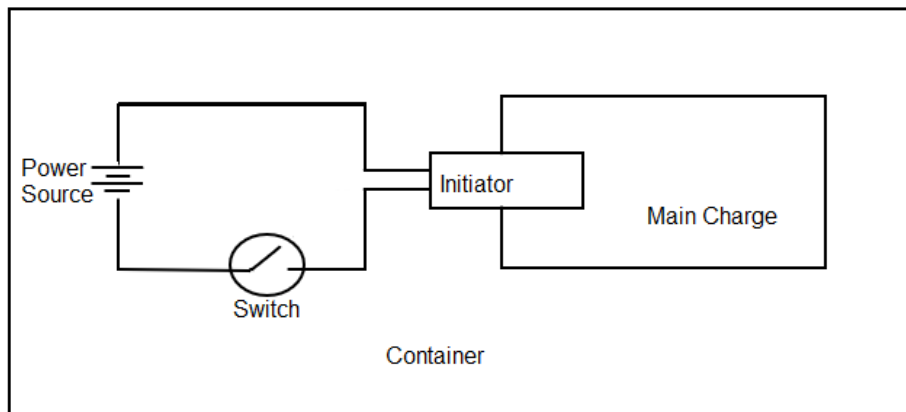 Power
Source
Initiator
Main Charge
Switch
Container